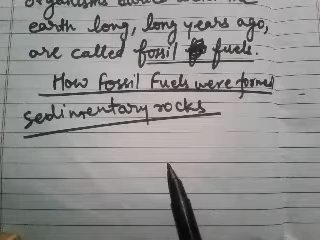 earth long, long years ago,
are called fossil fuels.
How Fossil Fuels were formed
sedimentary rocks